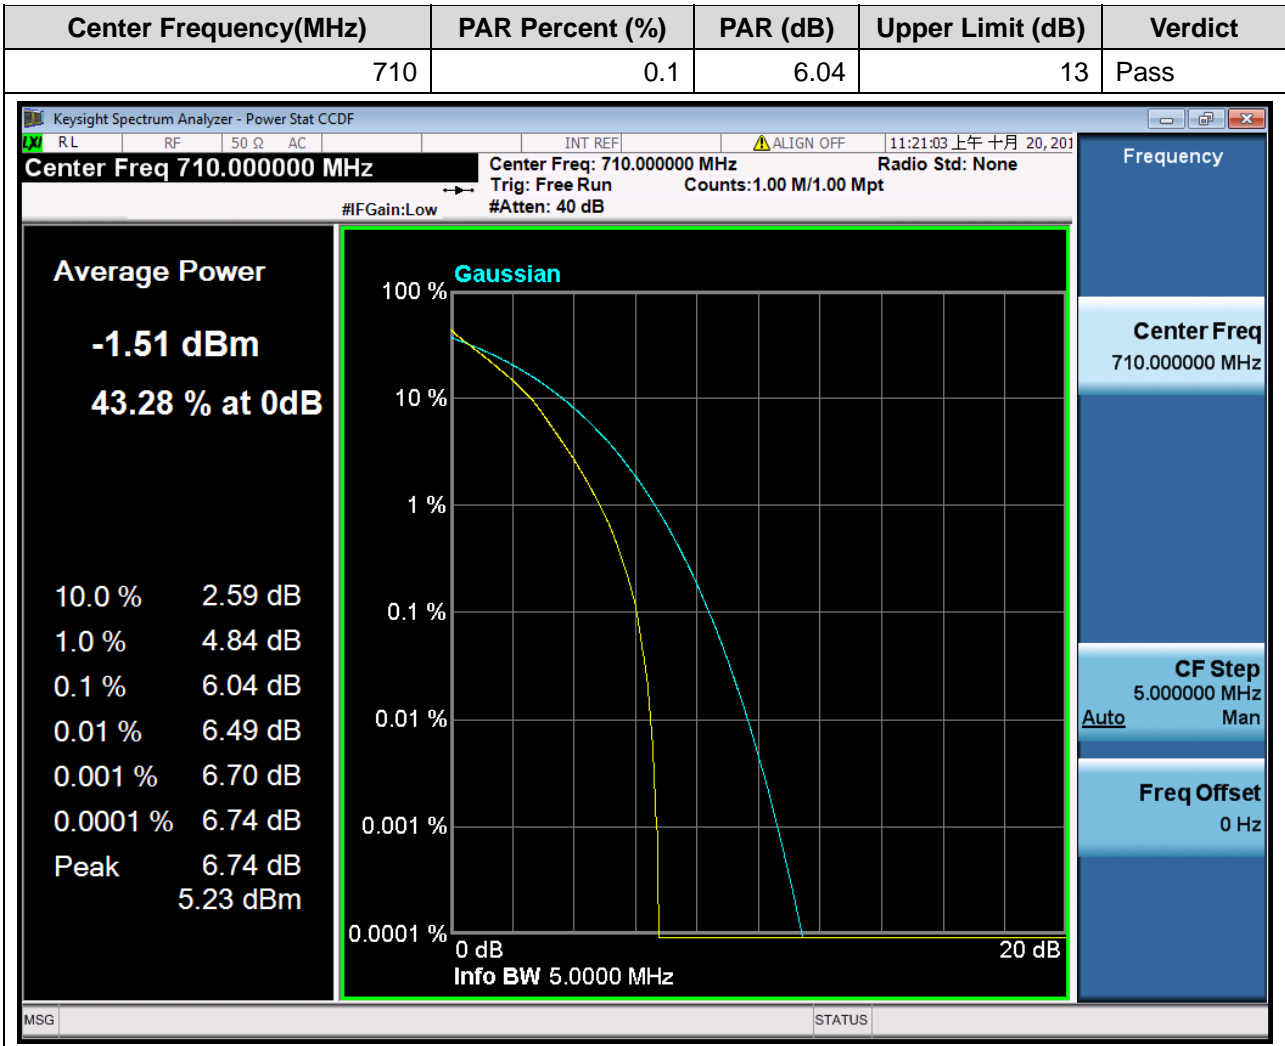 Center Frequency(MHz) PAR Percent (%) PAR (dB) Upper Limit (dB) Verdict
710 0.1 6.04 13 Pass
Keysight Spectrum Analyzer - Power Stat CCDF
LXI RL RF 50 Ω AC INT REF ALIGN OFF 11:21:03 上午 十月 20, 201
Center Freq 710.000000 MHz
Center Freq: 710.000000 MHz Radio Std: None
Trig: Free Run Counts:1.00 M/1.00 Mpt
#IFGain:Low #Atten: 40 dB
Frequency
Average Power
-1.51 dBm
43.28 % at 0dB
10.0 % 2.59 dB
1.0 % 4.84 dB
0.1 % 6.04 dB
0.01 % 6.49 dB
0.001 % 6.70 dB
0.0001 % 6.74 dB
Peak 6.74 dB
5.23 dBm
Gaussian
100 %
10 %
1 %
0.1 %
0.01 %
0.001 %
0.0001 %
0 dB 20 dB
Info BW 5.0000 MHz
Center Freq
710.000000 MHz
CF Step
5.000000 MHz
Auto Man
Freq Offset
0 Hz
MSG STATUS